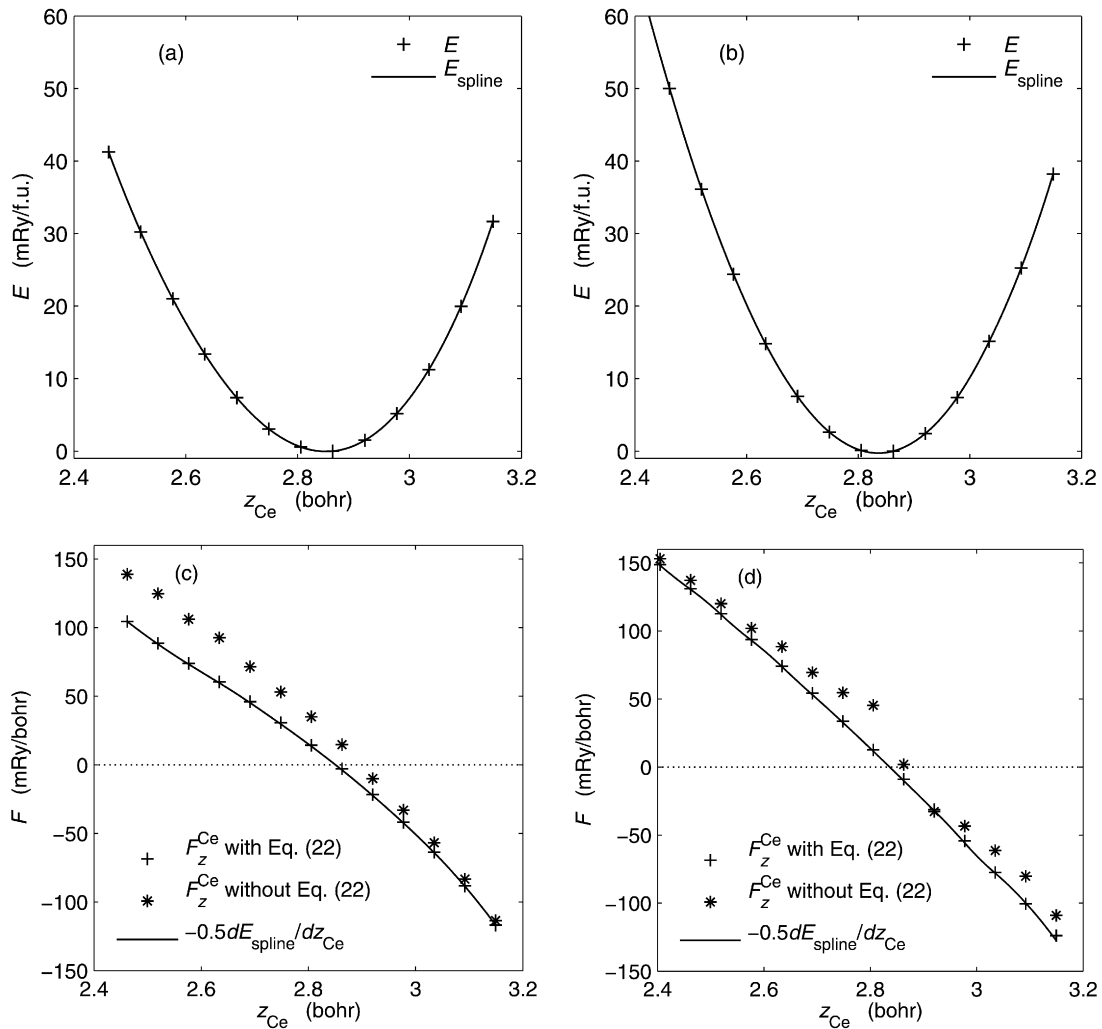 60
50
40
30
20
10
0
E (mRy/f.u.)
(a)
E
E_spline
2.4 2.6 2.8 3 3.2
z_Ce (bohr)
60
50
40
30
20
10
0
E (mRy/f.u.)
(b)
E
E_spline
2.4 2.6 2.8 3 3.2
z_Ce (bohr)
150
100
50
0
−50
−100
−150
F (mRy/bohr)
(c)
F_z^Ce with Eq. (22)
F_z^Ce without Eq. (22)
−0.5dE_spline/dz_Ce
2.4 2.6 2.8 3 3.2
z_Ce (bohr)
150
100
50
0
−50
−100
−150
F (mRy/bohr)
(d)
F_z^Ce with Eq. (22)
F_z^Ce without Eq. (22)
−0.5dE_spline/dz_Ce
2.4 2.6 2.8 3 3.2
z_Ce (bohr)